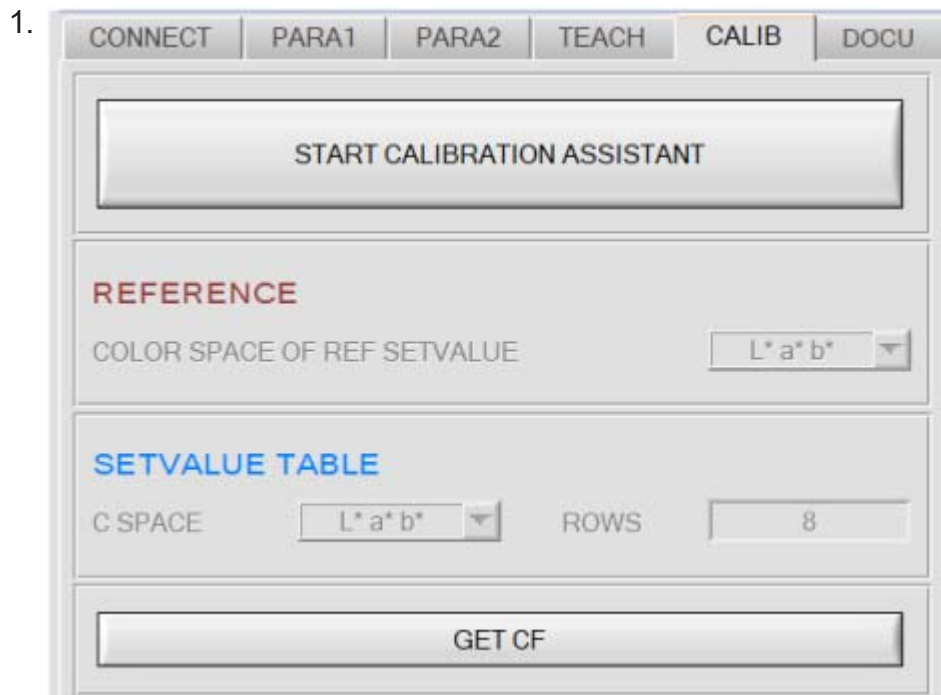 1.
CONNECT PARA1 PARA2 TEACH CALIB DOCU
START CALIBRATION ASSISTANT
REFERENCE
COLOR SPACE OF REF SETVALUE L* a* b*
SETVALUE TABLE
C SPACE L* a* b* ROWS 8
GET CF